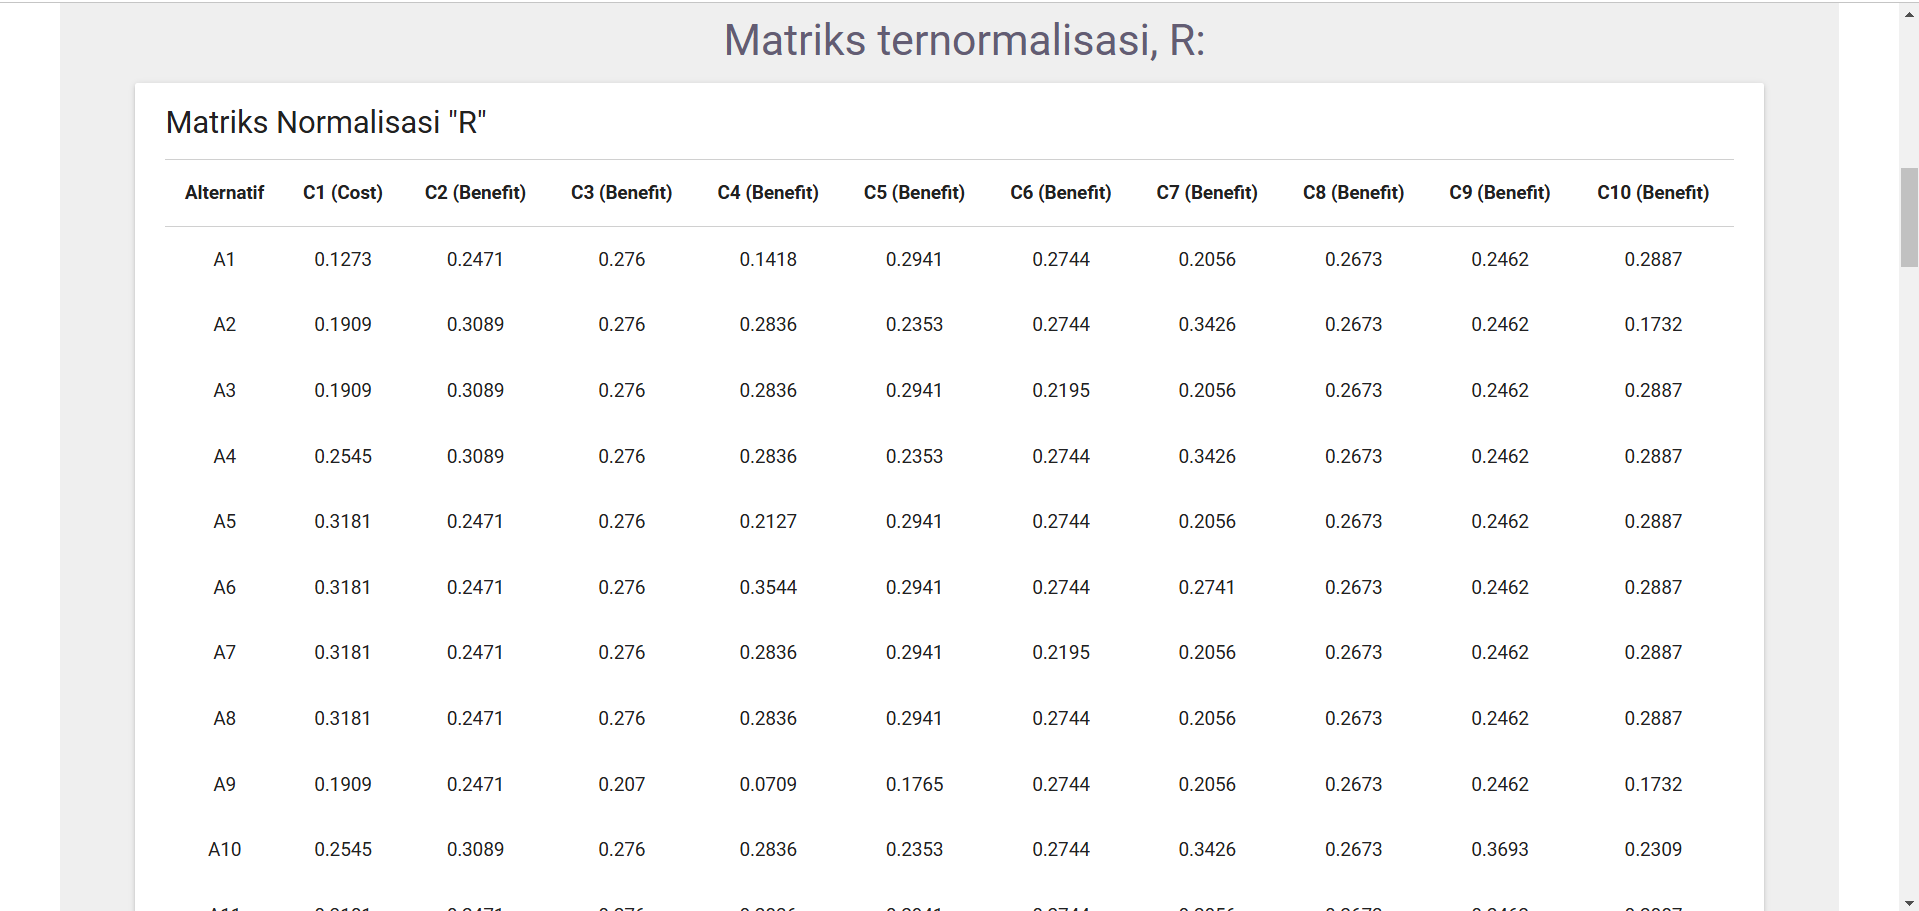 Matriks ternormalisasi, R:
Matriks Normalisasi "R"
Alternatif C1 (Cost) C2 (Benefit) C3 (Benefit) C4 (Benefit) C5 (Benefit) C6 (Benefit) C7 (Benefit) C8 (Benefit) C9 (Benefit) C10 (Benefit)
A1 0.1273 0.2471 0.276 0.1418 0.2941 0.2744 0.2056 0.2673 0.2462 0.2887
A2 0.1909 0.3089 0.276 0.2836 0.2353 0.2744 0.3426 0.2673 0.2462 0.1732
A3 0.1909 0.3089 0.276 0.2836 0.2941 0.2195 0.2056 0.2673 0.2462 0.2887
A4 0.2545 0.3089 0.276 0.2836 0.2353 0.2744 0.3426 0.2673 0.2462 0.2887
A5 0.3181 0.2471 0.276 0.2127 0.2941 0.2744 0.2056 0.2673 0.2462 0.2887
A6 0.3181 0.2471 0.276 0.3544 0.2941 0.2744 0.2741 0.2673 0.2462 0.2887
A7 0.3181 0.2471 0.276 0.2836 0.2941 0.2195 0.2056 0.2673 0.2462 0.2887
A8 0.3181 0.2471 0.276 0.2836 0.2941 0.2744 0.2056 0.2673 0.2462 0.2887
A9 0.1909 0.2471 0.207 0.0709 0.1765 0.2744 0.2056 0.2673 0.2462 0.1732
A10 0.2545 0.3089 0.276 0.2836 0.2353 0.2744 0.3426 0.2673 0.3693 0.2309